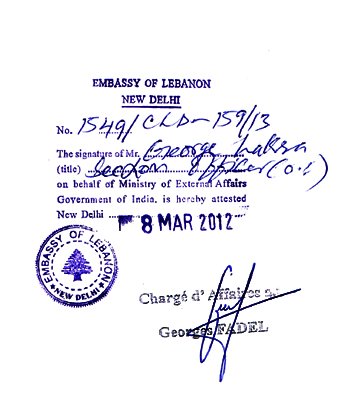 EMBASSY OF LEBANON
NEW DELHI
No. 1549/CLD-159/13
The signature of Mr. George
(title) Section Officer (O.I)
on behalf of Ministry of External Affairs
Government of India, is hereby attested
New Delhi 8 MAR 2012
EMBASSY OF LEBANON
NEW DELHI
Chargé d'Affaires a.i
Georges FADEL